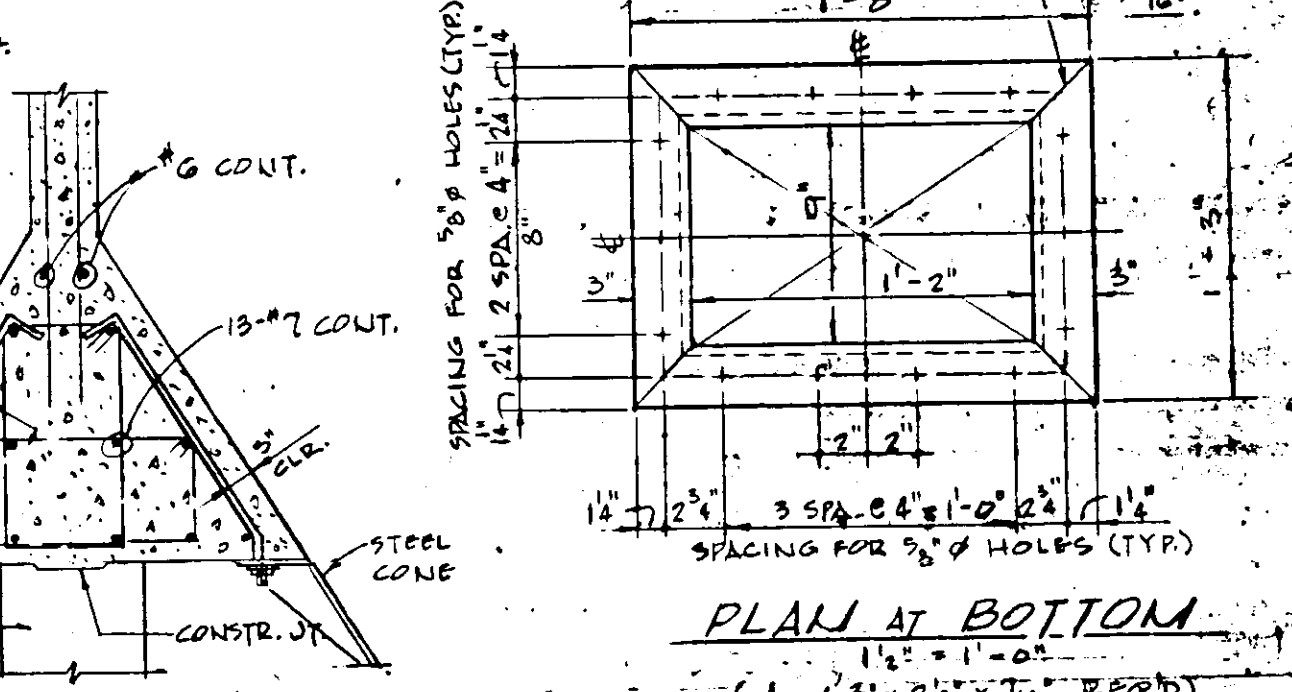 #6 CONT.
13-#7 CONT.
3"
CLR.
STEEL
CONE
CONSTR. JT.
SPACING FOR 5/8"ø HOLES (TYP.)
1 1/4"
2 1/4"
2 SPA. @ 4" =
8"
2 1/4"
1 1/4"
9"
1'-2"
3"
3"
1'-3"
2"
2"
1 1/4"
2 3/4"
3 SPA. @ 4" = 1'-0"
2 3/4"
1 1/4"
SPACING FOR 5/8"ø HOLES (TYP.)
PLAN AT BOTTOM
1 1/2" = 1'-0"